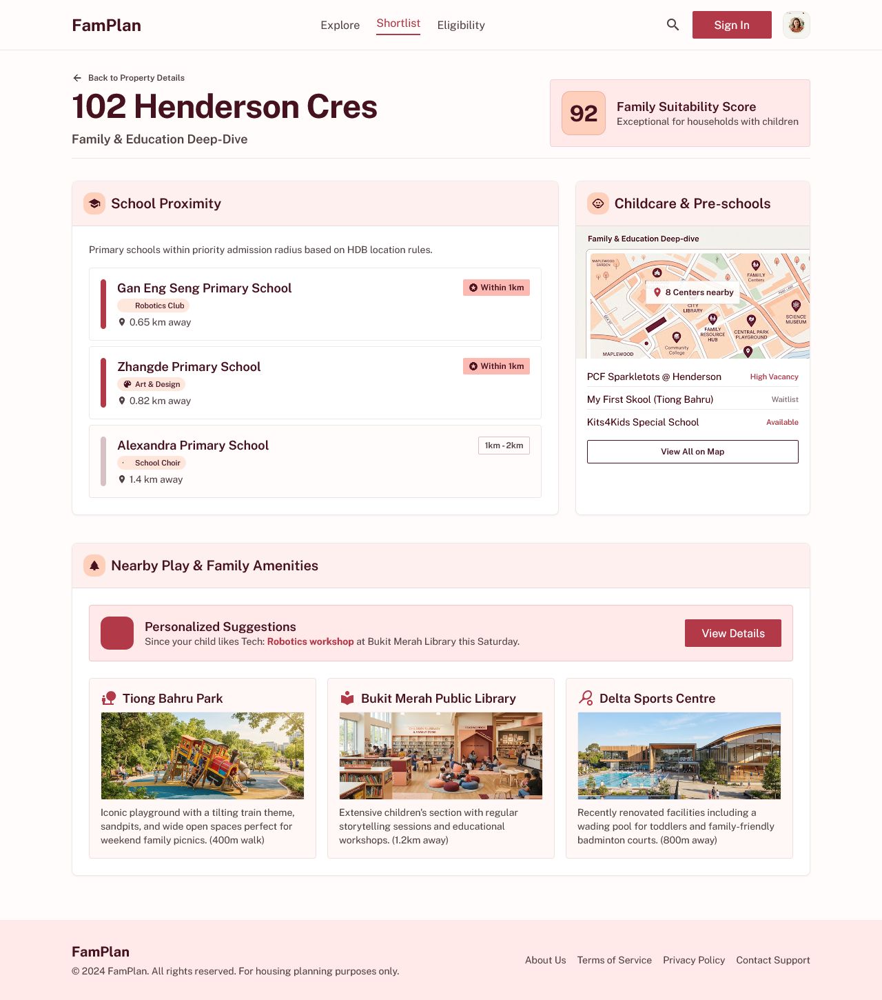 FamPlan
Explore
Shortlist
Eligibility
Sign In
Back to Property Details
102 Henderson Cres
Family & Education Deep-Dive
92
Family Suitability Score
Exceptional for households with children
School Proximity
Primary schools within priority admission radius based on HDB location rules.
Gan Eng Seng Primary School
Within 1km
Robotics Club
0.65 km away
Zhangde Primary School
Within 1km
Art & Design
0.82 km away
Alexandra Primary School
1km - 2km
School Choir
1.4 km away
Childcare & Pre-schools
Family & Education Deep-dive
MAPLEWOOD
GARDEN
FAMIILY
Centers
8 Centers nearby
CITY
LIBRARY
SCIENCE
MUSEUM
FAMILY
RESOURCE
HUB
CENTRAL PARK
PLAYGROUND
Community
College
MAPLEWOOD
PCF Sparkletots @ Henderson
High Vacancy
My First Skool (Tiong Bahru)
Waitlist
Kits4Kids Special School
Available
View All on Map
Nearby Play & Family Amenities
Personalized Suggestions
Since your child likes Tech: Robotics workshop at Bukit Merah Library this Saturday.
View Details
Tiong Bahru Park
Iconic playground with a tilting train theme,
sandpits, and wide open spaces perfect for
weekend family picnics. (400m walk)
Bukit Merah Public Library
CHILDREN'S LIBRARY
& FAMILY ZONE
READING NOOK
Extensive children's section with regular
storytelling sessions and educational
workshops. (1.2km away)
Delta Sports Centre
Recently renovated facilities including a
wading pool for toddlers and family-friendly
badminton courts. (800m away)
FamPlan
© 2024 FamPlan. All rights reserved. For housing planning purposes only.
About Us
Terms of Service
Privacy Policy
Contact Support